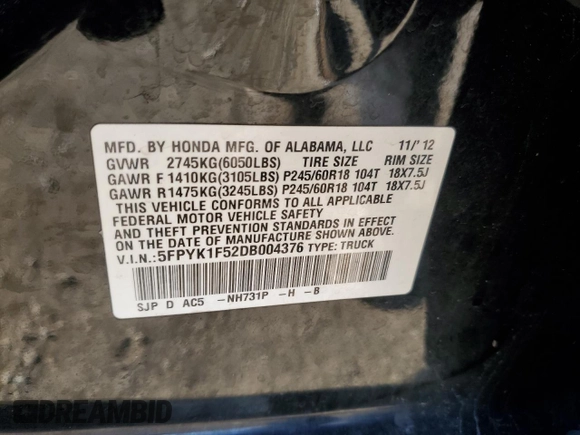 MFD. BY HONDA MFG. OF ALABAMA, LLC 11/'12
GVWR 2745KG(6050LBS) TIRE SIZE RIM SIZE
GAWR F 1410KG(3105LBS) P245/60R18 104T 18X7.5J
GAWR R 1475KG(3245LBS) P245/60R18 104T 18X7.5J
THIS VEHICLE CONFORMS TO ALL APPLICABLE
FEDERAL MOTOR VEHICLE SAFETY
AND THEFT PREVENTION STANDARDS IN EFFECT
ON THE DATE OF MANUFACTURE SHOWN ABOVE
V.I.N.: 5FPYK1F52DB004376 TYPE: TRUCK
SJP D AC5 -NH731P -H -B
DREAMBID